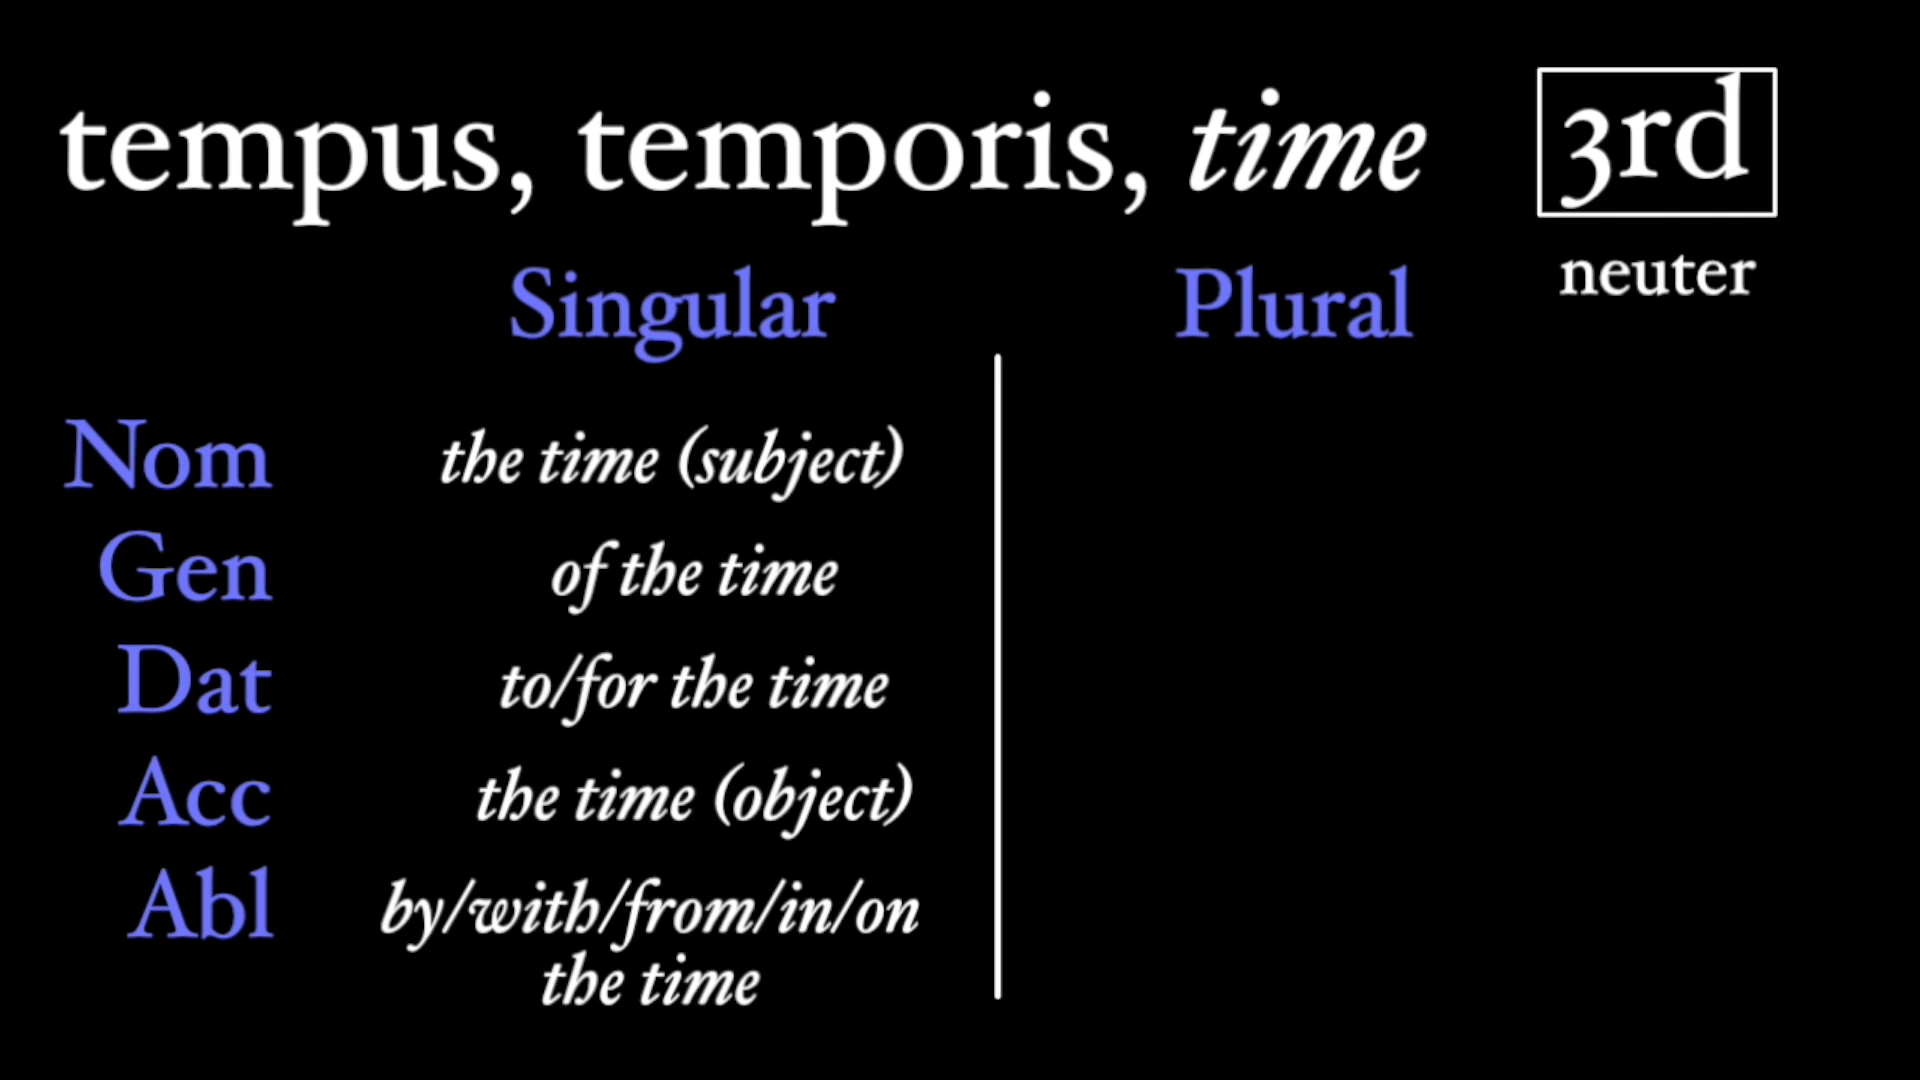 tempus, temporis, time 3rd
neuter
Singular Plural
Nom the time (subject)
Gen of the time
Dat to/for the time
Acc the time (object)
Abl by/with/from/in/on
the time